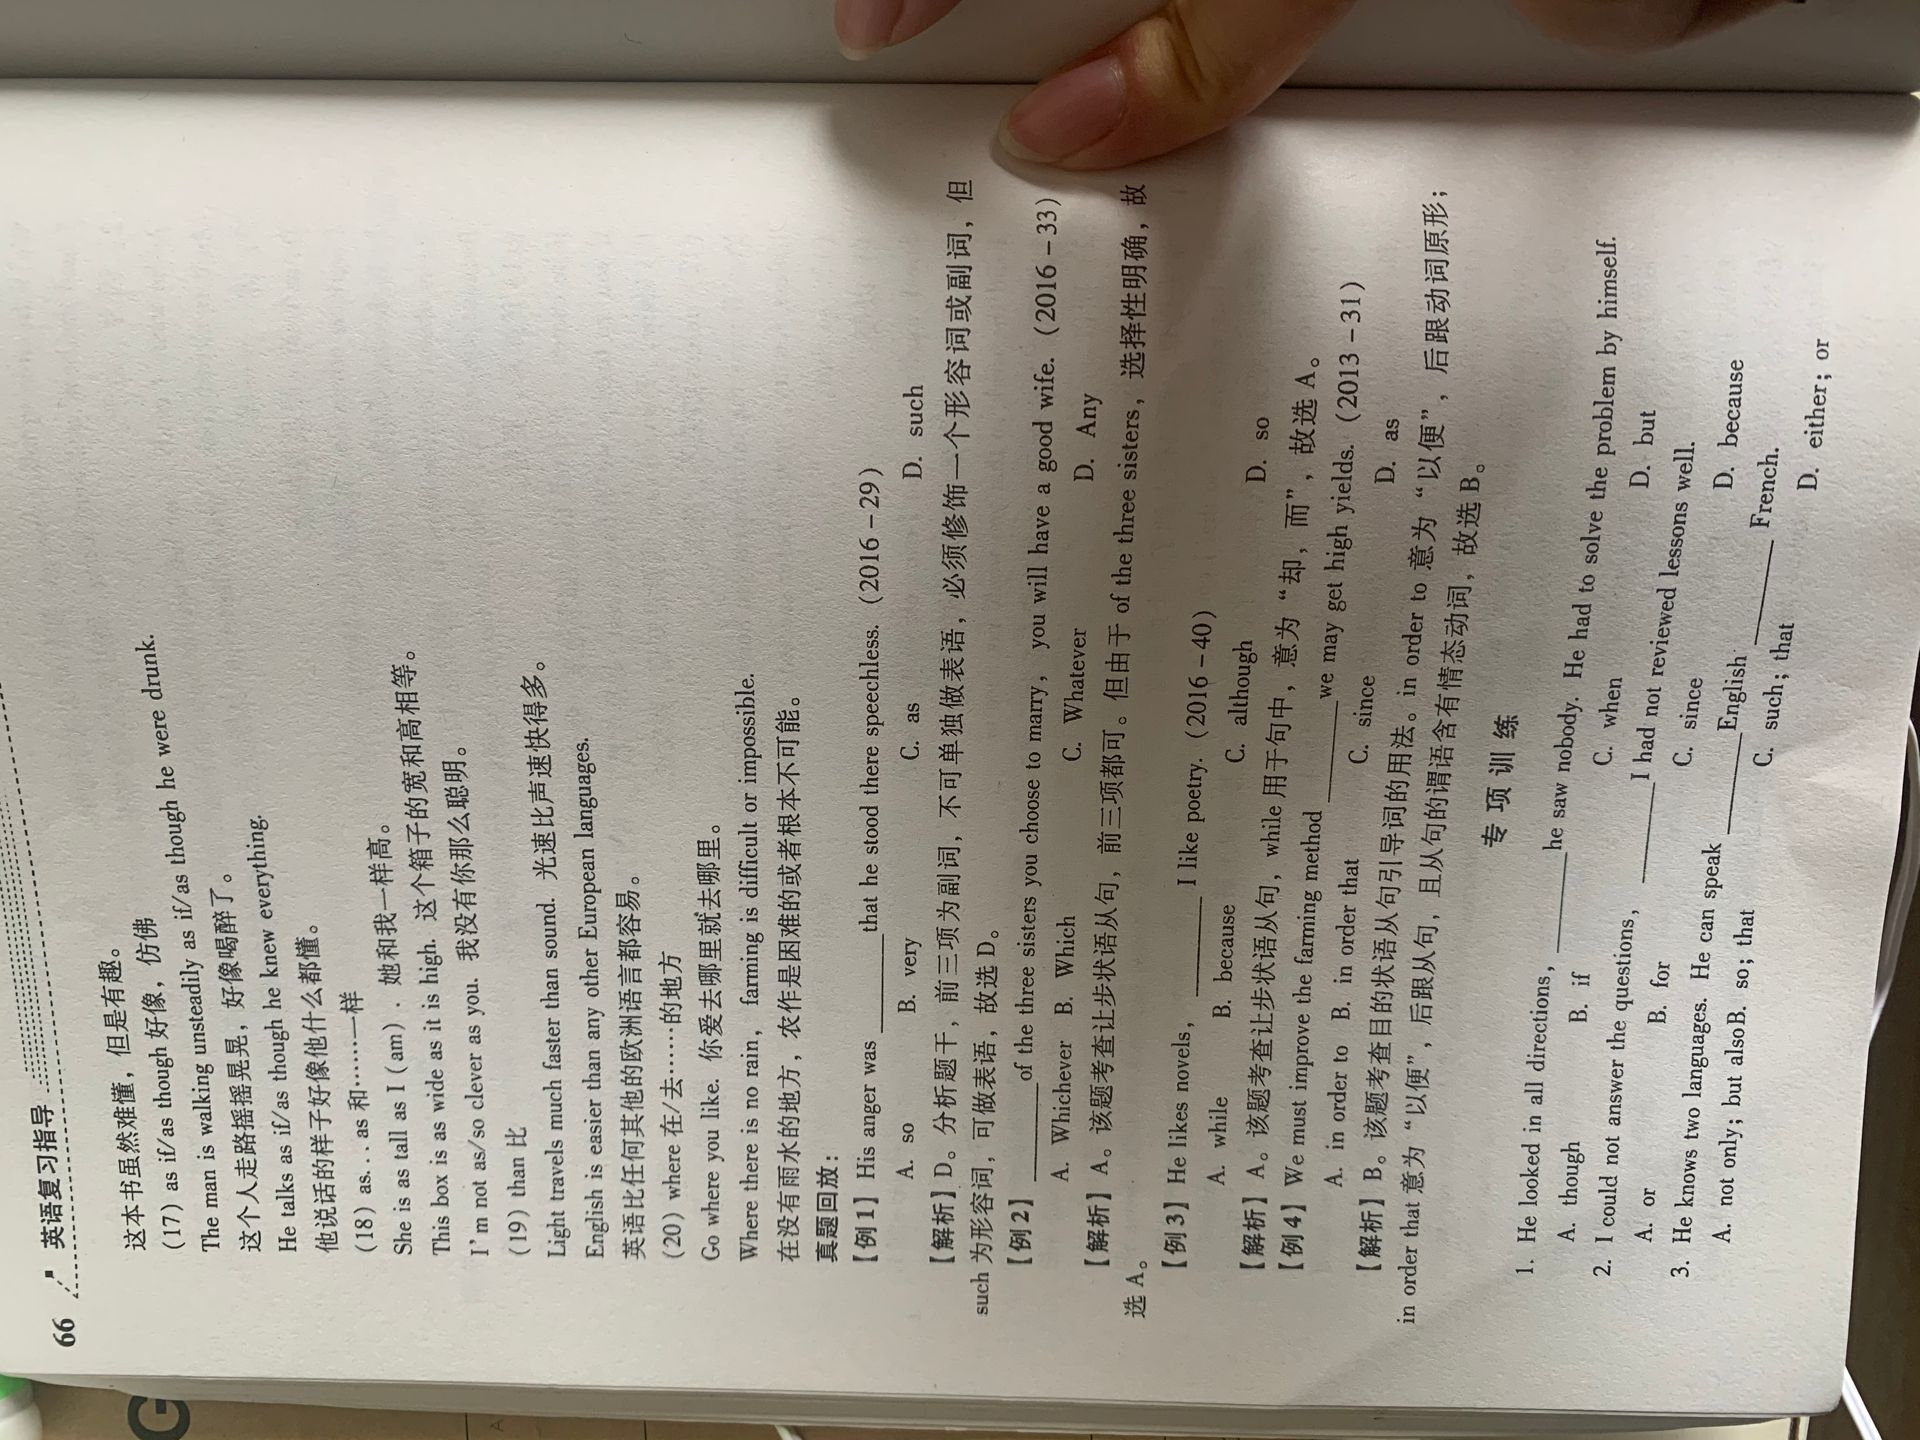 66 英语复习指导
这本书虽然难懂，但是有趣。
(17) as if/as though 好像，仿佛
The man is walking unsteadily as if/as though he were drunk.
这个人走路摇摇晃晃，好像喝醉了。
He talks as if/as though he knew everything.
他说话的样子好像他什么都懂。
(18) as...as 和……一样
She is as tall as I (am) . 她和我一样高。
This box is as wide as it is high. 这个箱子的宽和高相等。
I'm not as/so clever as you. 我没有你那么聪明。
(19) than 比
Light travels much faster than sound. 光速比声速快得多。
English is easier than any other European languages.
英语比任何其他的欧洲语言都容易。
(20) where 在/去……的地方
Go where you like. 你爱去哪里就去哪里。
Where there is no rain, farming is difficult or impossible.
在没有雨水的地方，农作是困难的或者根本不可能。
真题回放：
【例1】His anger was ________that he stood there speechless. (2016-29)
A. so B. very C. as D. such
【解析】D。分析题干，前三项为副词，不可单独做表语，必须修饰一个形容词或副词，但
such 为形容词，可做表语，故选 D。
【例2】________of the three sisters you choose to marry, you will have a good wife. (2016-33)
A. Whichever B. Which C. Whatever D. Any
【解析】A。该题考查让步状语从句，前三项都可。但由于 of the three sisters，选择性明确，故
选 A。
【例3】He likes novels, ________ I like poetry. (2016-40)
A. while B. because C. although D. so
【解析】A。该题考查让步状语从句，while 用于句中，意为“却，而”，故选 A。
【例4】We must improve the farming method ________we may get high yields. (2013-31)
A. in order to B. in order that C. since D. as
【解析】B。该题考查目的状语从句引导词的用法。in order to 意为“以便”，后跟动词原形；
in order that 意为“以便”，后跟从句，且从句的谓语含有情态动词，故选 B。
专项训练
1. He looked in all directions, ________he saw nobody. He had to solve the problem by himself.
A. though B. if C. when D. but
2. I could not answer the questions, ________I had not reviewed lessons well.
A. or B. for C. since D. because
3. He knows two languages. He can speak ________English ________ French.
A. not only; but also B. so; that C. such; that D. either; or
G
A